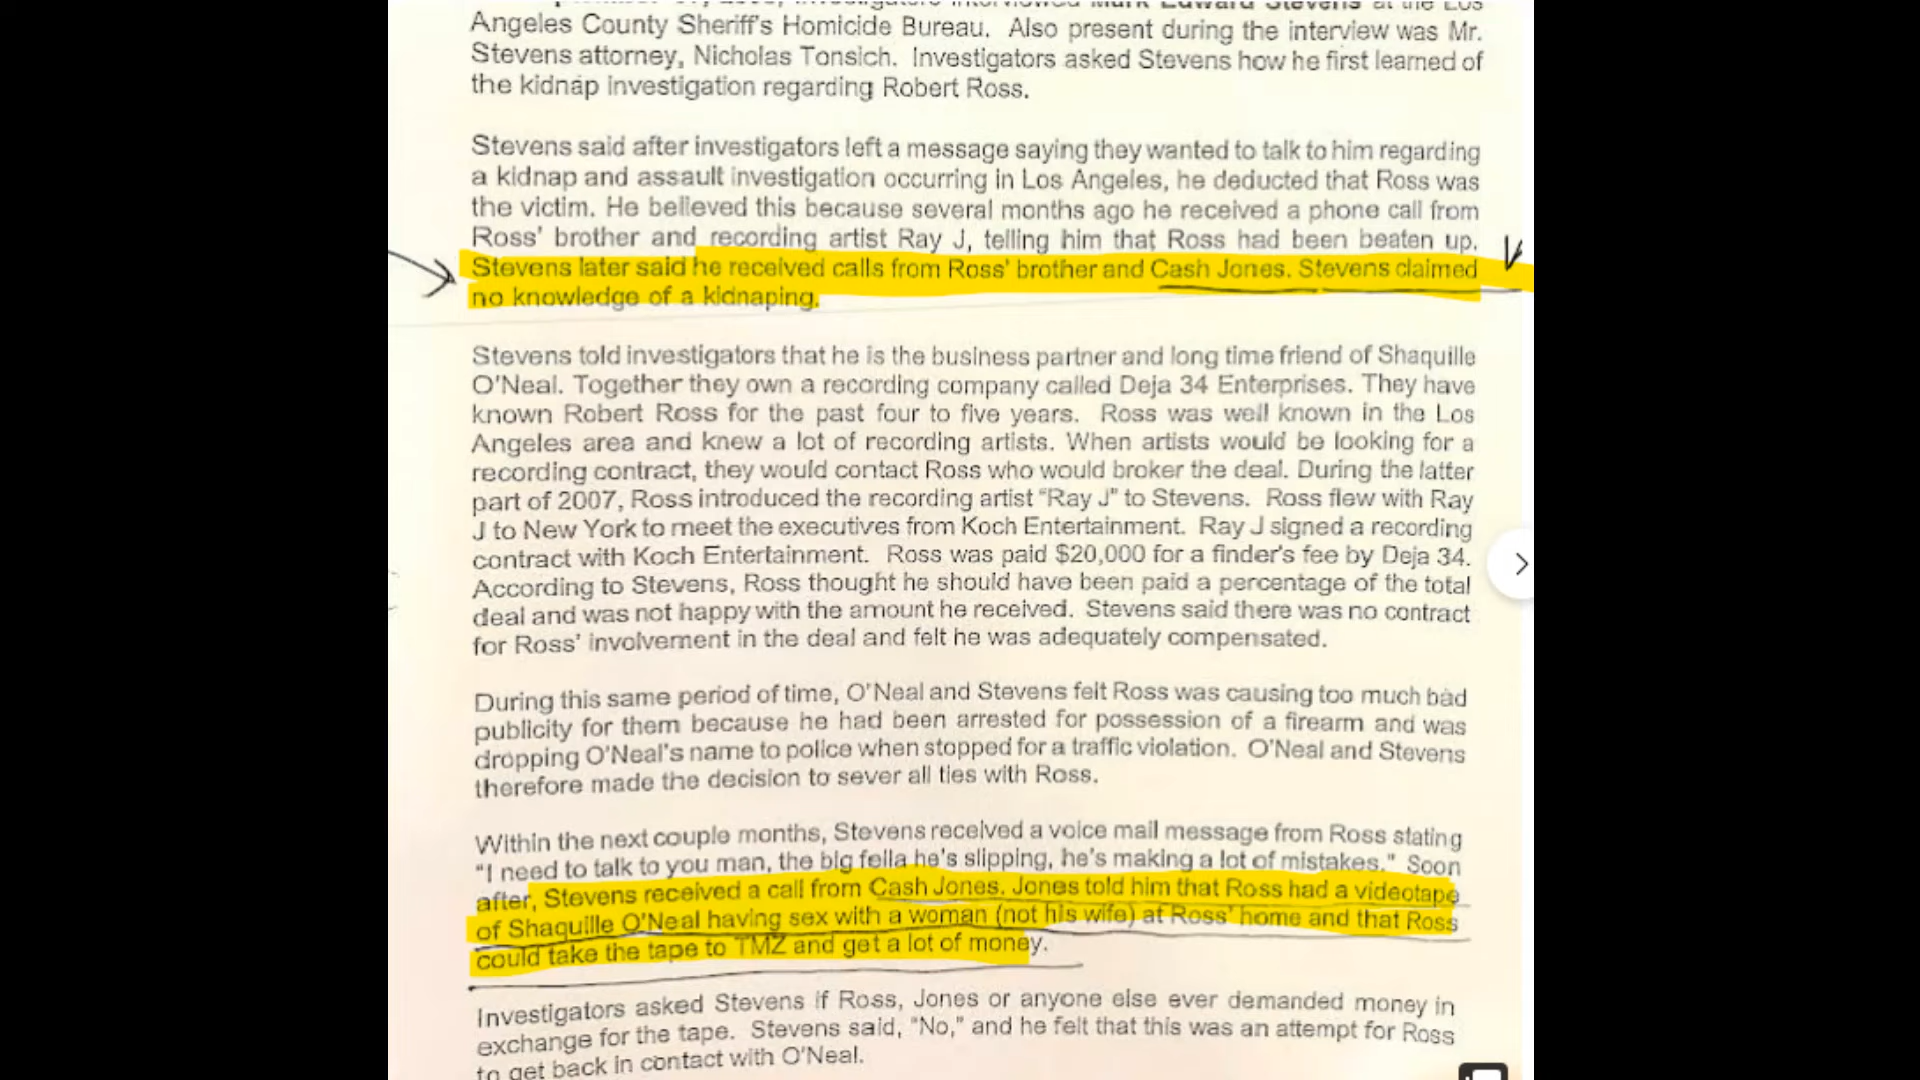 Mark Edward Stevens at the Los
Angeles County Sheriff's Homicide Bureau. Also present during the interview was Mr.
Stevens attorney, Nicholas Tonsich. Investigators asked Stevens how he first learned of
the kidnap investigation regarding Robert Ross.
Stevens said after investigators left a message saying they wanted to talk to him regarding
a kidnap and assault investigation occurring in Los Angeles, he deducted that Ross was
the victim. He believed this because several months ago he received a phone call from
Ross' brother and recording artist Ray J, telling him that Ross had been beaten up.
Stevens later said he received calls from Ross' brother and Cash Jones. Stevens claimed
no knowledge of a kidnaping.
Stevens told investigators that he is the business partner and long time friend of Shaquille
O'Neal. Together they own a recording company called Deja 34 Enterprises. They have
known Robert Ross for the past four to five years. Ross was well known in the Los
Angeles area and knew a lot of recording artists. When artists would be looking for a
recording contract, they would contact Ross who would broker the deal. During the latter
part of 2007, Ross introduced the recording artist "Ray J" to Stevens. Ross flew with Ray
J to New York to meet the executives from Koch Entertainment. Ray J signed a recording
contract with Koch Entertainment. Ross was paid $20,000 for a finder's fee by Deja 34.
According to Stevens, Ross thought he should have been paid a percentage of the total
deal and was not happy with the amount he received. Stevens said there was no contract
for Ross' involvement in the deal and felt he was adequately compensated.
During this same period of time, O'Neal and Stevens felt Ross was causing too much bad
publicity for them because he had been arrested for possession of a firearm and was
dropping O'Neal's name to police when stopped for a traffic violation. O'Neal and Stevens
therefore made the decision to sever all ties with Ross.
Within the next couple months, Stevens received a voice mail message from Ross stating
"I need to talk to you man, the big fella he's slipping, he's making a lot of mistakes." Soon
after, Stevens received a call from Cash Jones. Jones told him that Ross had a videotape
of Shaquille O'Neal having sex with a woman (not his wife) at Ross' home and that Ross
could take the tape to TMZ and get a lot of money.
Investigators asked Stevens if Ross, Jones or anyone else ever demanded money in
exchange for the tape. Stevens said, "No," and he felt that this was an attempt for Ross
to get back in contact with O'Neal.